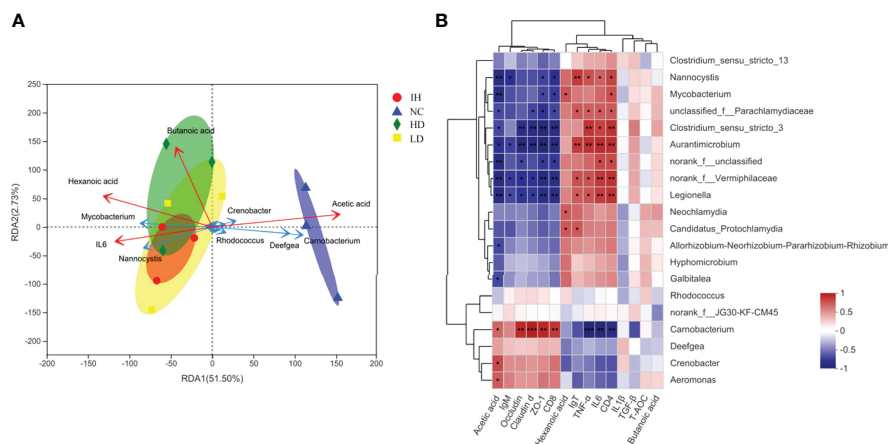 A
250
200
150
100
50
0
-50
-100
-150
-200
-200
-150
-100
-50
0
50
100
150
200
RDA2(2.73%)
RDA1(51.50%)
Butanoic acid
Hexanoic acid
Crenobacter
Acetic acid
Mycobacterium
IL6
Rhodococcus
Deefgea
Carnobacterium
Nannocystis
IH
NC
HD
LD
B
Clostridium_sensu_stricto_13
Nannocystis
Mycobacterium
unclassified_f__Parachlamydiaceae
Clostridium_sensu_stricto_3
Aurantimicrobium
norank_f__unclassified
norank_f__Vermiphilaceae
Legionella
Neochlamydia
Candidatus_Protochlamydia
Allorhizobium-Neorhizobium-Pararhizobium-Rhizobium
Hyphomicrobium
Galbitalea
Rhodococcus
norank_f__JG30-KF-CM45
Carnobacterium
Deefgea
Crenobacter
Aeromonas
Acetic acid
IgM
Occludin
Claudin d
ZO-1
CD8
Hexanoic acid
IgT
TNF-α
IL6
CD4
IL1β
TGF-β
T-AOC
Butanoic acid
1
0.5
0
-0.5
-1